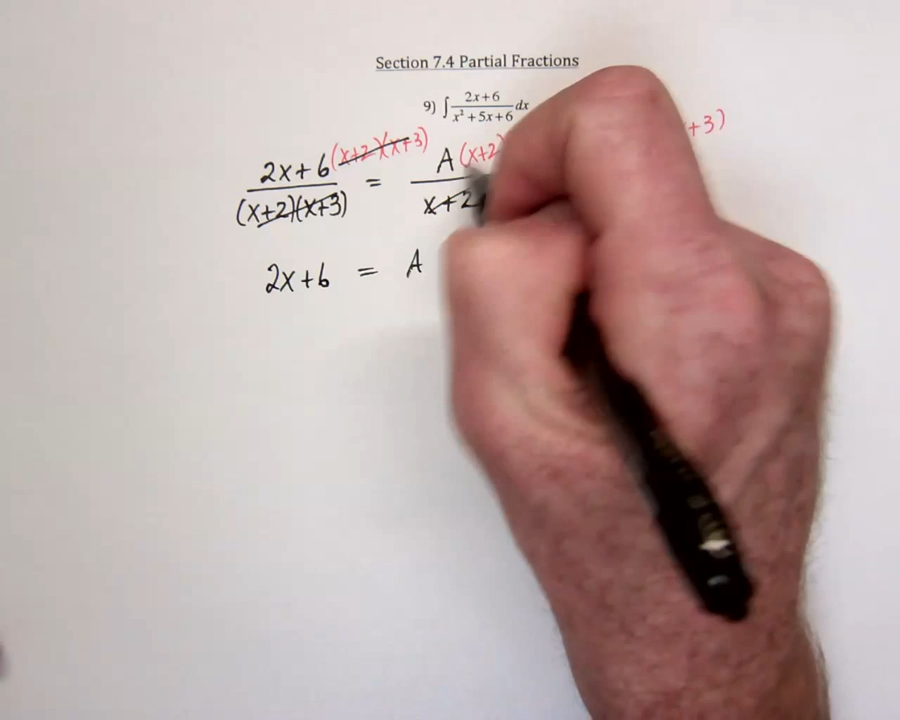 Section 7.4 Partial Fractions
9) ∫ (2x+6)/(x² + 5x + 6) dx
(2x+6 (x+2)(x+3))/((x+2)(x+3)) = A (x+2 / x+2 +3)
2x+6 = A